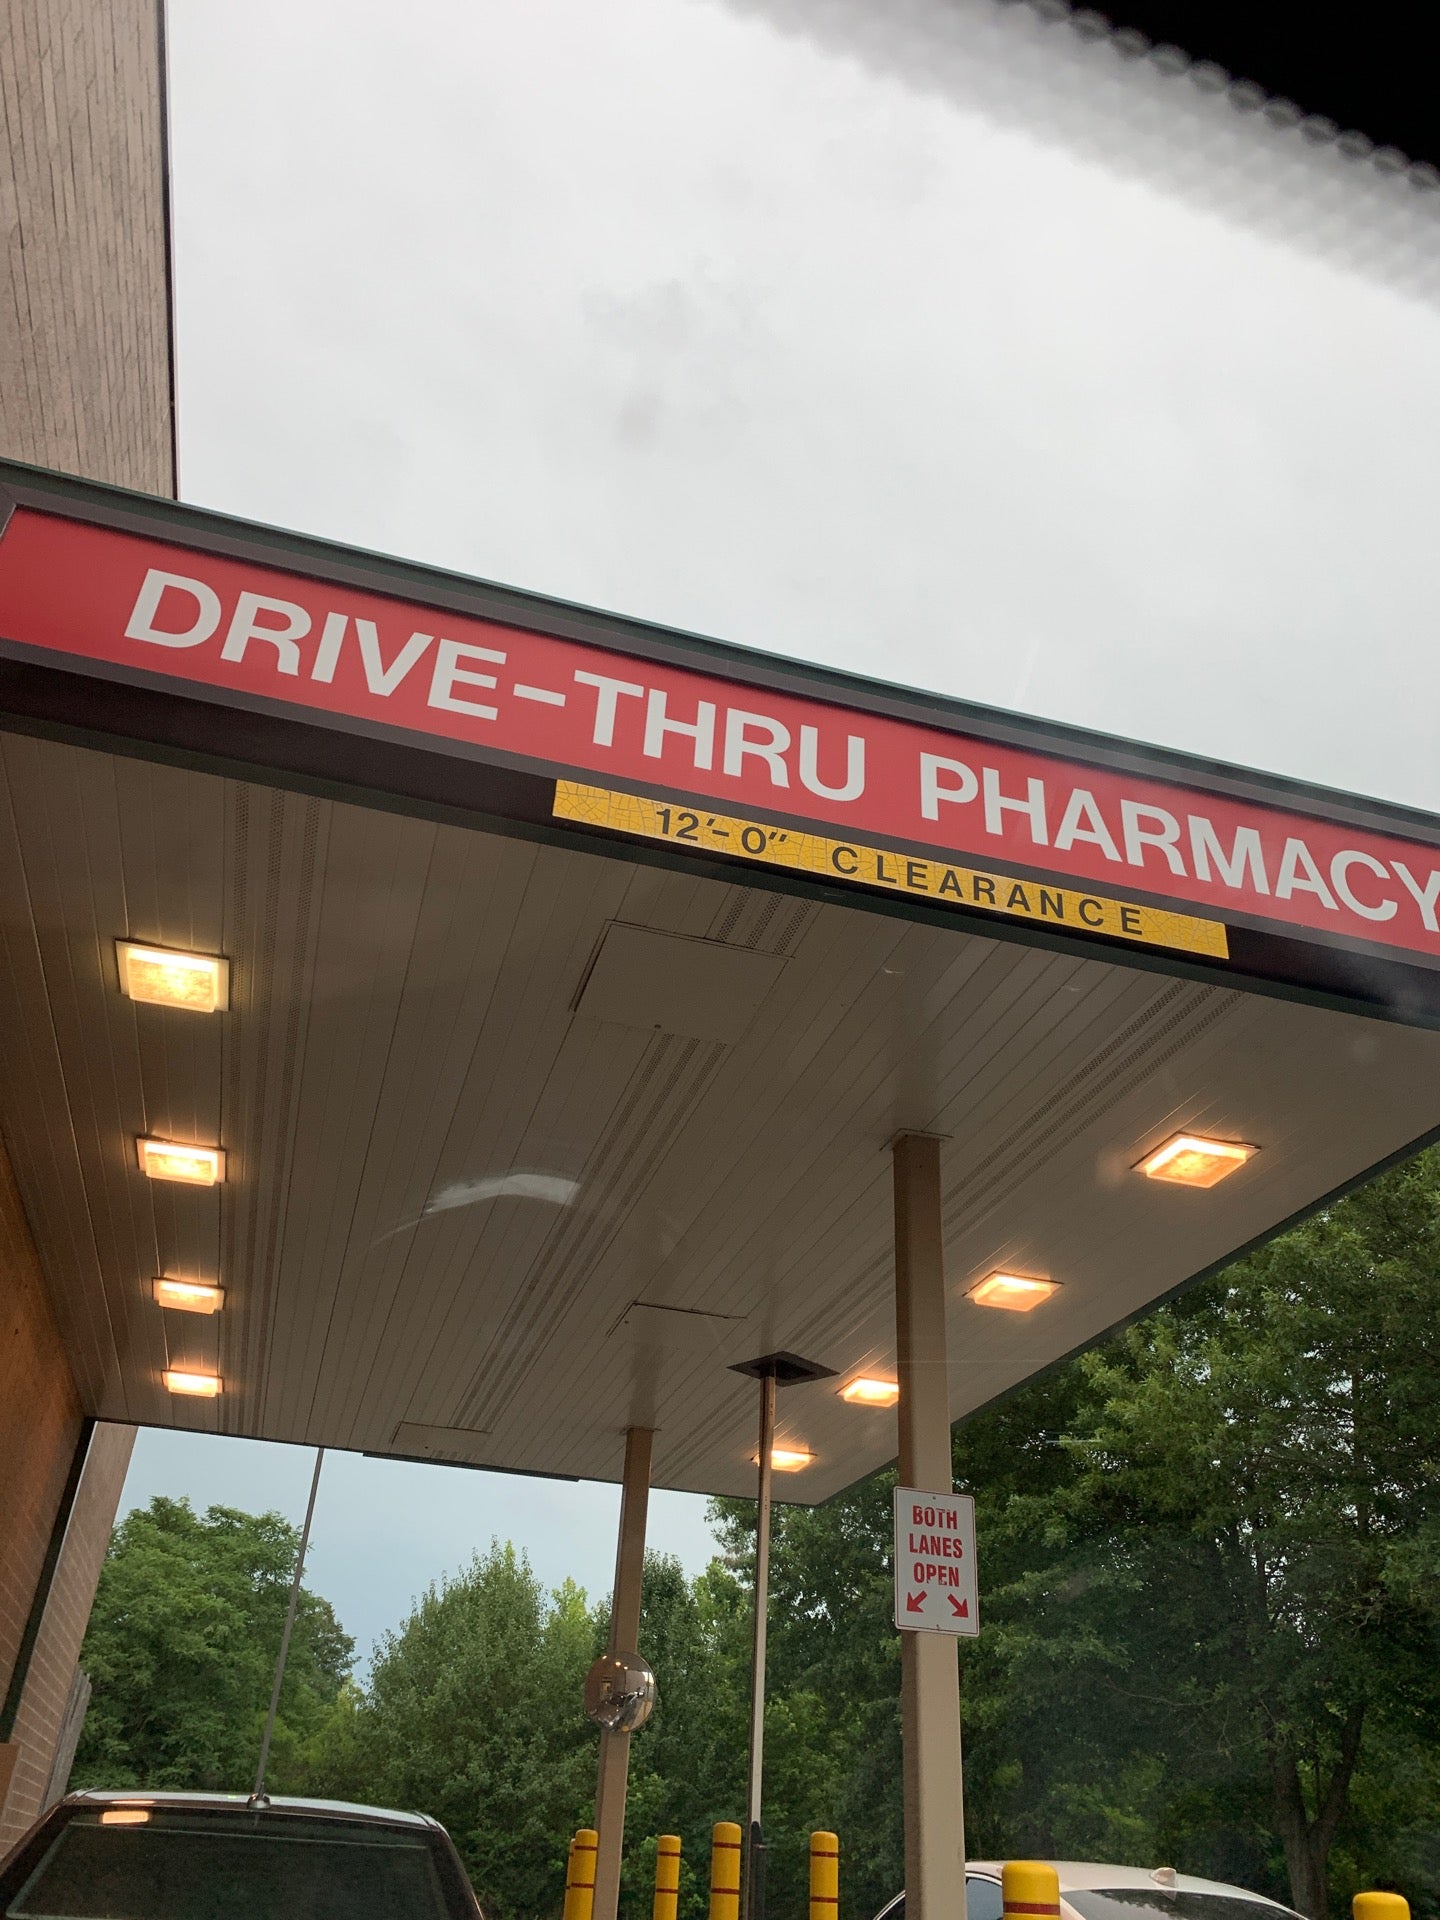 DRIVE-THRU PHARMACY
12'-0" CLEARANCE
BOTH
LANES
OPEN